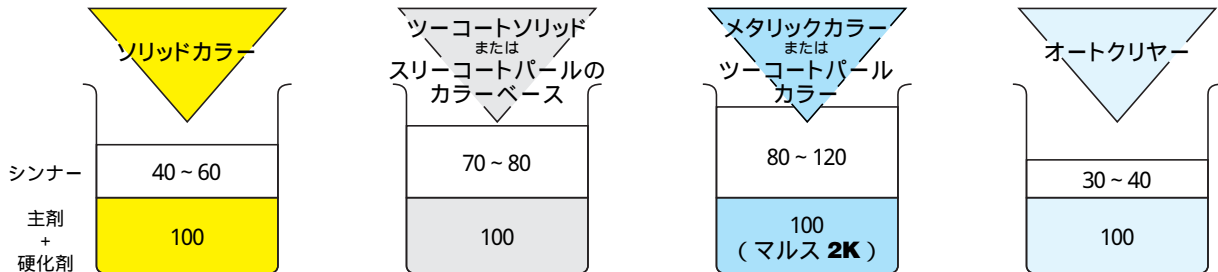 ソリッドカラー
ツーコートソリッド
または
スリーコートパールの
カラーベース
メタリックカラー
または
ツーコートパール
カラー
オートクリヤー
シンナー
40 ~ 60
70 ~ 80
80 ~ 120
30 ~ 40
主剤
+
硬化剤
100
100
100
( マルス 2K )
100